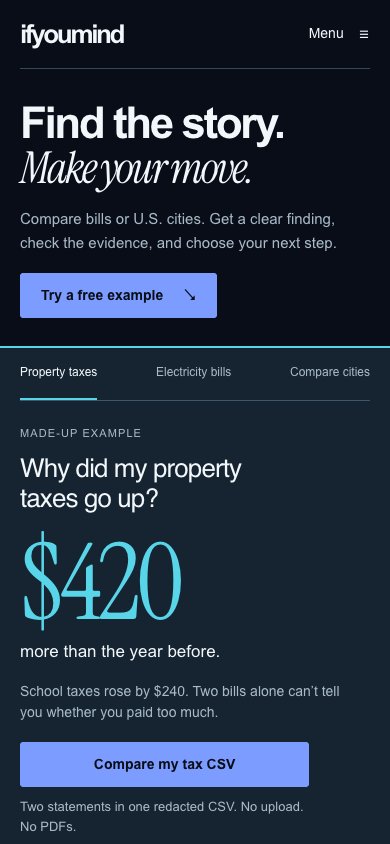 ifyoumind
Menu ≡
Find the story.
Make your move.
Compare bills or U.S. cities. Get a clear finding,
check the evidence, and choose your next step.
Try a free example ↘
Property taxes
Electricity bills
Compare cities
MADE-UP EXAMPLE
Why did my property
taxes go up?
$420
more than the year before.
School taxes rose by $240. Two bills alone can't tell
you whether you paid too much.
Compare my tax CSV
Two statements in one redacted CSV. No upload.
No PDFs.